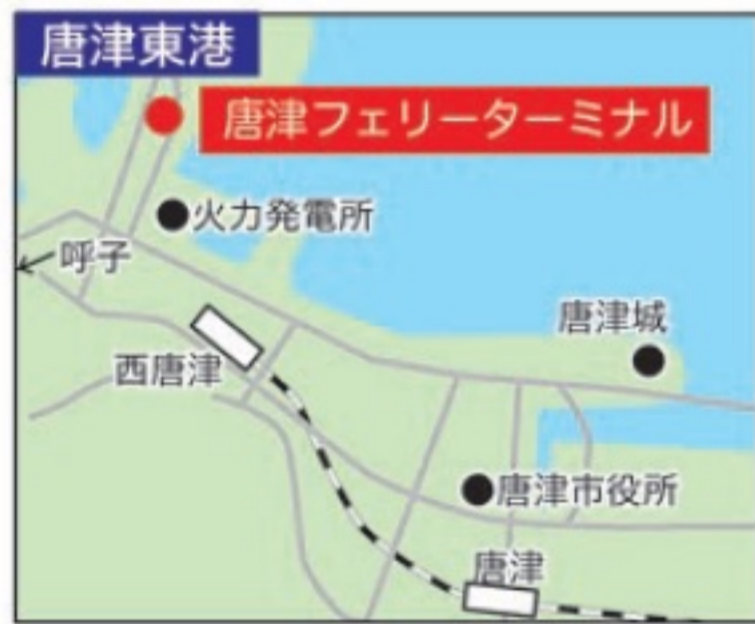 唐津東港
唐津フェリーターミナル
火力発電所
呼子
唐津城
西唐津
唐津市役所
唐津